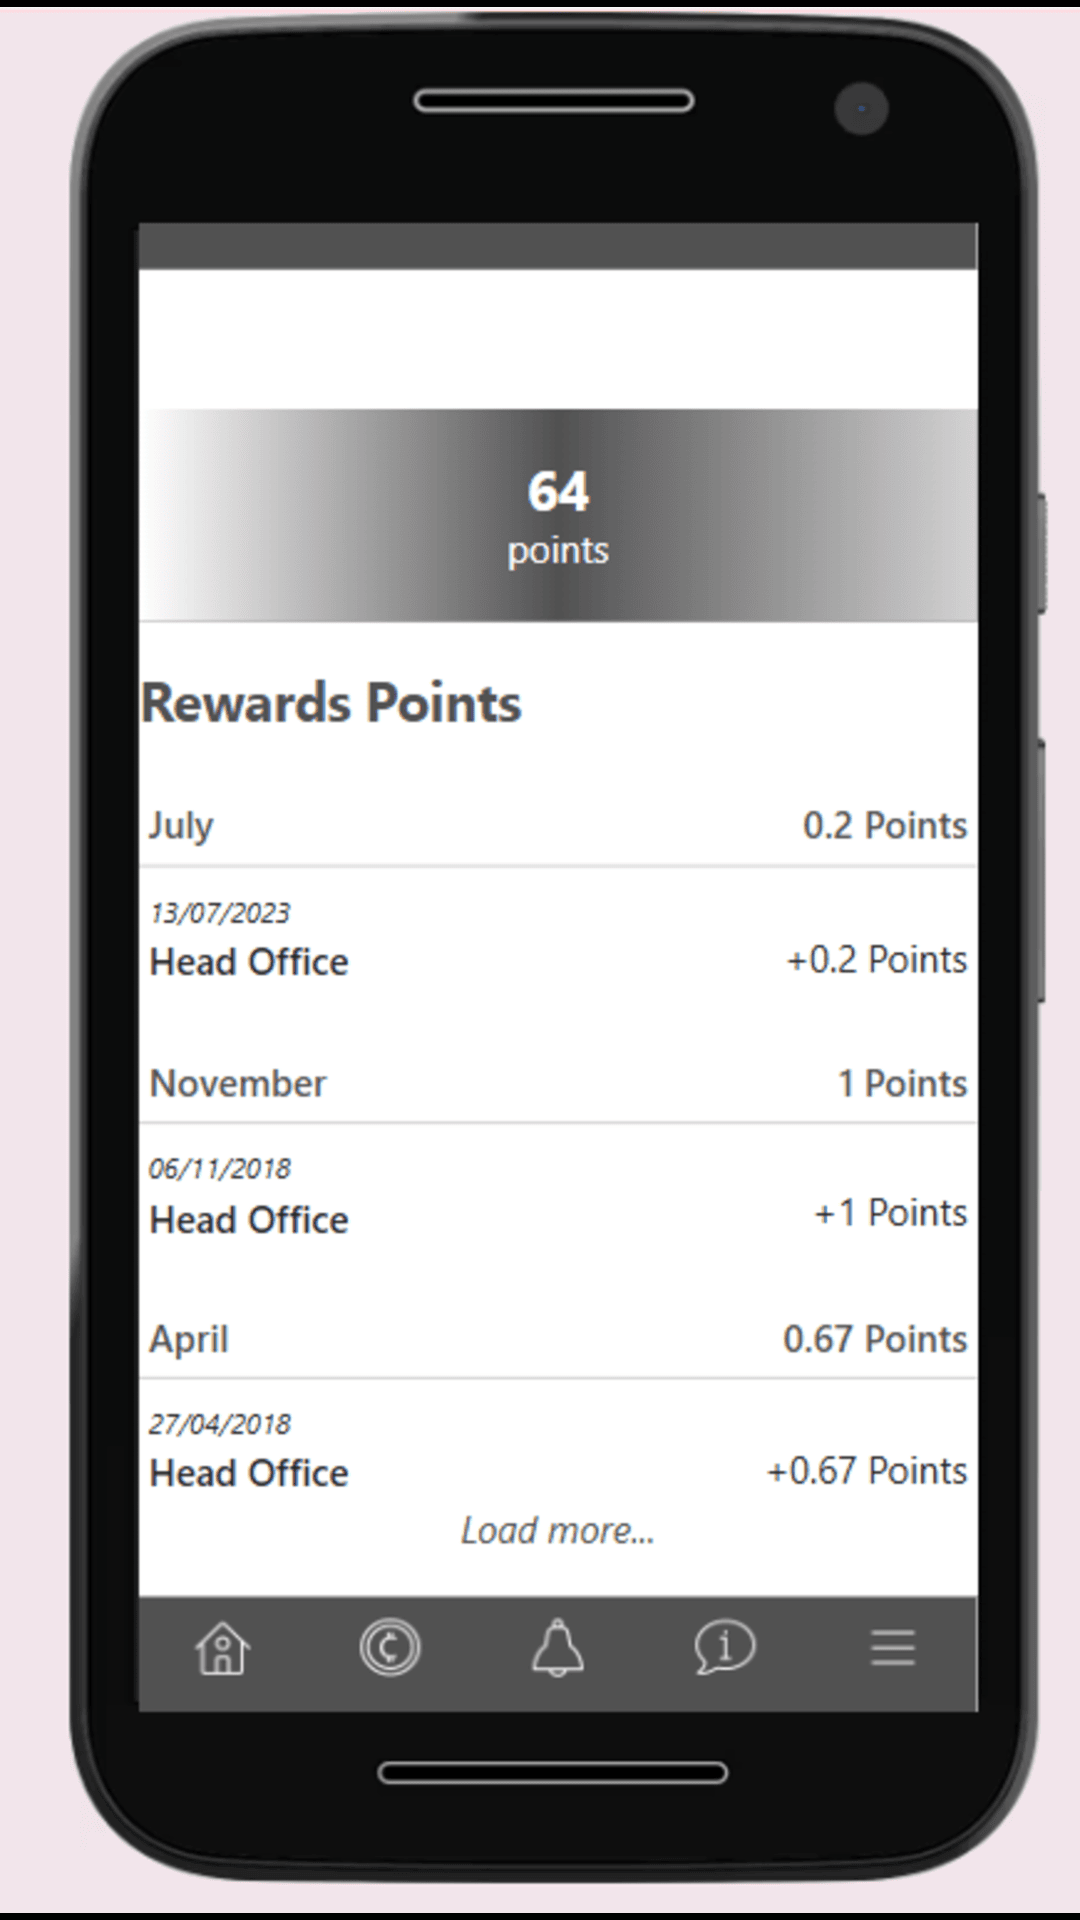 64
points
Rewards Points
July 0.2 Points
13/07/2023
Head Office +0.2 Points
November 1 Points
06/11/2018
Head Office +1 Points
April 0.67 Points
27/04/2018
Head Office +0.67 Points
Load more...